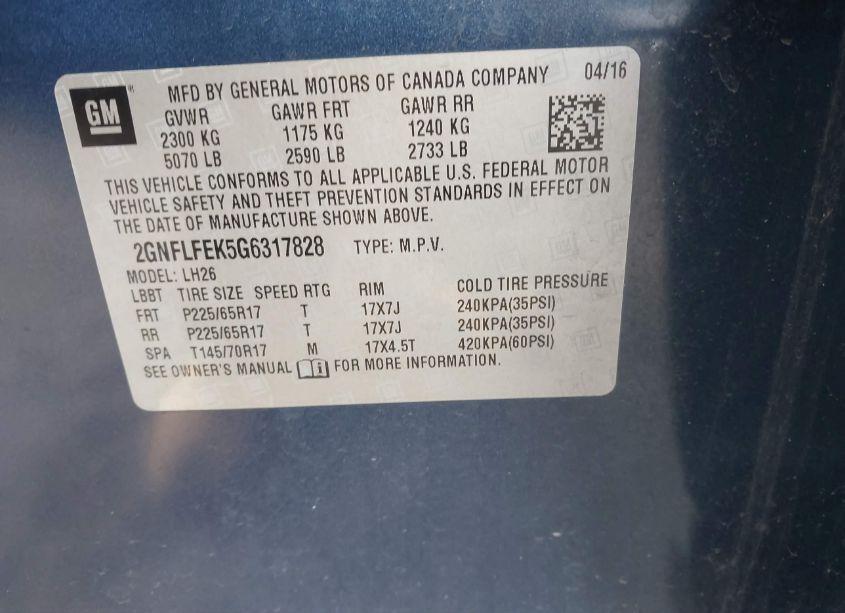 GM
MFD BY GENERAL MOTORS OF CANADA COMPANY 04/16
GVWR GAWR FRT GAWR RR
2300 KG 1175 KG 1240 KG
5070 LB 2590 LB 2733 LB
THIS VEHICLE CONFORMS TO ALL APPLICABLE U.S. FEDERAL MOTOR
VEHICLE SAFETY AND THEFT PREVENTION STANDARDS IN EFFECT ON
THE DATE OF MANUFACTURE SHOWN ABOVE.
2GNFLFEK5G6317828 TYPE: M.P.V.
MODEL: LH26
LBBT TIRE SIZE SPEED RTG RIM COLD TIRE PRESSURE
FRT P225/65R17 T 17X7J 240KPA(35PSI)
RR P225/65R17 T 17X7J 240KPA(35PSI)
SPA T145/70R17 M 17X4.5T 420KPA(60PSI)
SEE OWNER'S MANUAL FOR MORE INFORMATION.